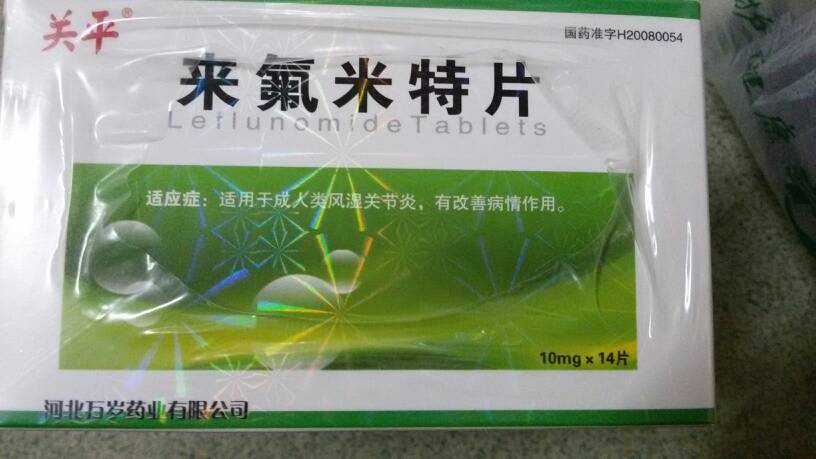 关平®
国药准字H20080054
来氟米特片
Leflunomide Tablets
适应症：适用于成人类风湿关节炎，有改善病情作用。
10mg×14片
河北万岁药业有限公司